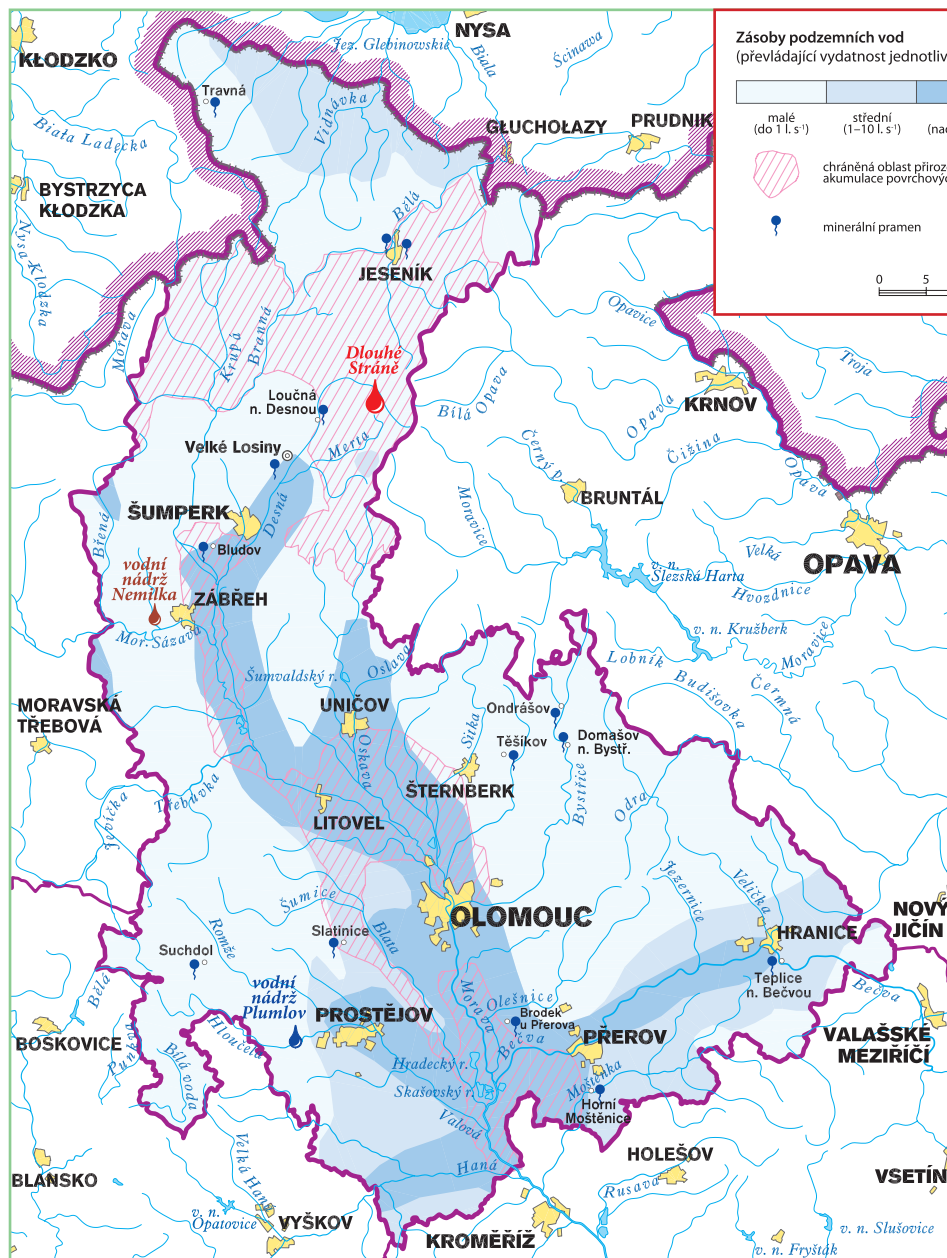 NYSA
Jez. Glebinowskie
KŁODZKO
Biala
Ścinawa
Zásoby podzemních vod
(převládající vydatnost jednotliv
malé
(do 1 l. s⁻¹)
střední
(1–10 l. s⁻¹)
(nad
chráněná oblast přiroz
akumulace povrchovýc
minerální pramen
0 5
Travná
Vidnávka
Biała Lądecka
GŁUCHOŁAZY
PRUDNIK
BYSTRZYCA
KŁODZKA
Nysa Klodzka
Bělá
JESENÍK
Morava
Krupá
Branná
Opavice
Dlouhé
Stráně
Troja
Loučná
n. Desnou
Bílá Opava
Opava
KRNOV
Čižina
Opava
Velké Losiny
Merta
Černý p.
BRUNTÁL
Moravice
Desná
ŠUMPERK
Břená
Bludov
Velká
OPAVA
v. n.
Slezská Harta
Hvozdnice
vodní
nádrž
Nemilka
ZÁBŘEH
Mor. Sázava
v. n. Kružberk
Moravice
Lobník
Oslava
Šumvaldský r.
Budišovka
Čermná
MORAVSKÁ
TŘEBOVÁ
UNIČOV
Ondrášov
Sitka
Těšíkov
Domašov
n. Bystř.
Oskava
ŠTERNBERK
Bystřice
Odra
Třebůvka
Jevíčka
LITOVEL
Jezernice
Velička
Šumice
OLOMOUC
NOVÝ
JIČÍN
HRANICE
Romže
Slatinice
Blata
Suchdol
Teplice
n. Bečvou
Bečva
Bělá
vodní
nádrž
Plumlov
Morava
Olešnice
Brodek
u Přerova
PROSTĚJOV
PŘEROV
Bečva
BOSKOVICE
Punkva
Hloučela
Bílá voda
VALAŠSKÉ
MEZIŘÍČÍ
Hradecký r.
Skašovský r.
Moštěnka
Horní
Moštěnice
Valová
Haná
HOLEŠOV
BLANSKO
VSETÍN
Velká Haná
Rusava
v. n.
Opatovice
VYŠKOV
KROMĚŘÍŽ
v. n. Slušovice
v. n. Fryšták